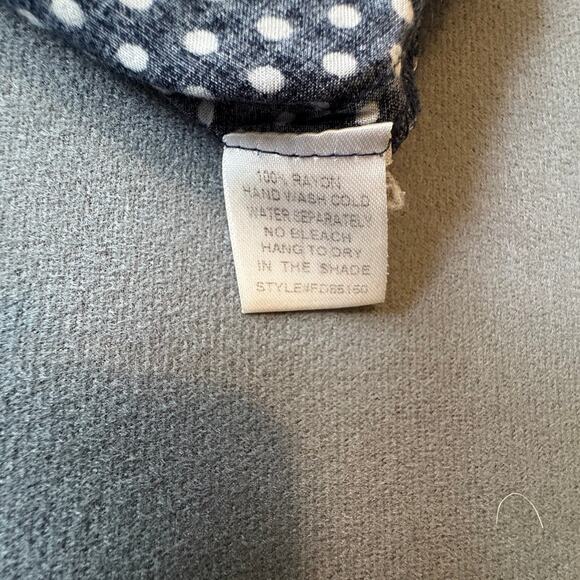 100% RAYON
HAND WASH COLD
WATER SEPARATELY
NO BLEACH
HANG TO DRY
IN THE SHADE